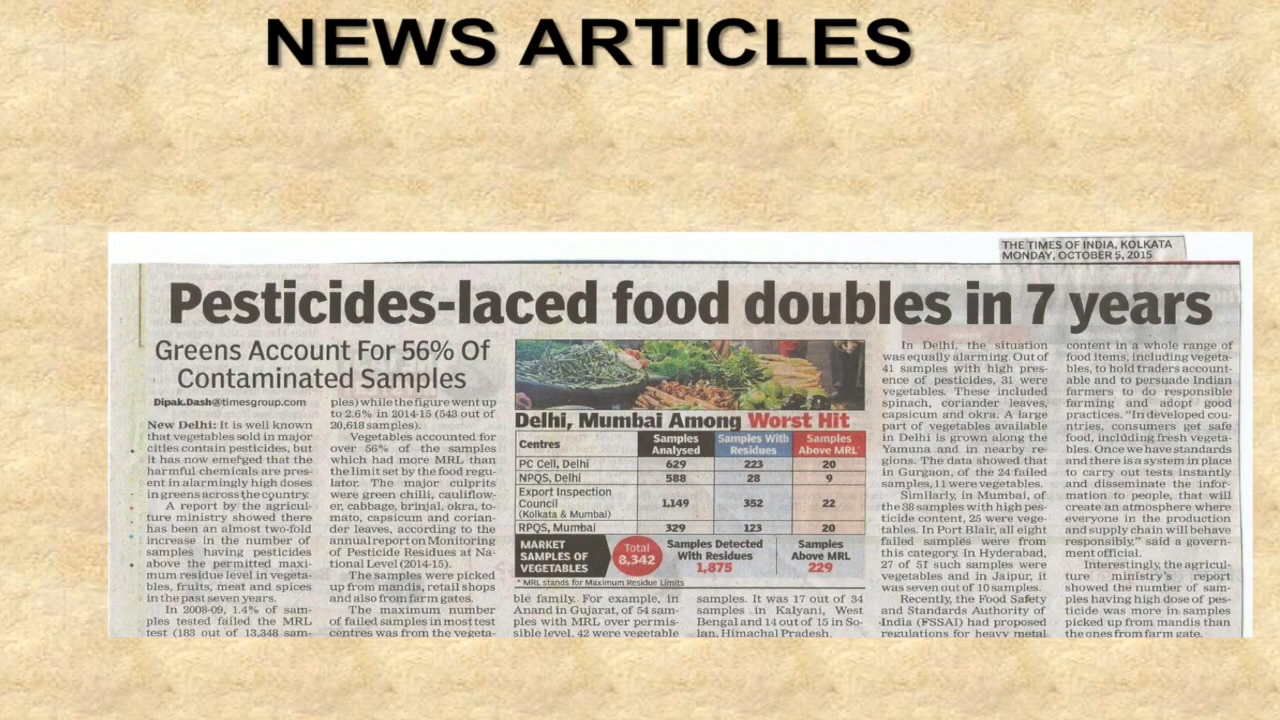 NEWS ARTICLES
THE TIMES OF INDIA, KOLKATA
MONDAY, OCTOBER 5, 2015
Pesticides-laced food doubles in 7 years
Greens Account For 56% Of
Contaminated Samples
Dipak.Dash@timesgroup.com
New Delhi: It is well known
that vegetables sold in major
cities contain pesticides, but
it has now emerged that the
harmful chemicals are pres-
ent in alarmingly high doses
in greens across the country.
A report by the agricul-
ture ministry showed there
has been an almost two-fold
increase in the number of
samples having pesticides
above the permitted maxi-
mum residue level in vegeta-
bles, fruits, meat and spices
in the past seven years.
In 2008-09, 1.4% of sam-
ples tested failed the MRL
test (183 out of 13,348 sam-
ples) while the figure went up
to 2.6% in 2014-15 (543 out of
20,618 samples).
Vegetables accounted for
over 56% of the samples
which had more MRL than
the limit set by the food regu-
lator. The major culprits
were green chilli, cauliflow-
er, cabbage, brinjal, okra, to-
mato, capsicum and corian-
der leaves, according to the
annual report on Monitoring
of Pesticide Residues at Na-
tional Level (2014-15).
The samples were picked
up from mandis, retail shops
and also from farm gates.
The maximum number
of failed samples in most test
centres was from the vegeta-
Delhi, Mumbai Among Worst Hit
Centres Samples Analysed Samples With Residues Samples Above MRL*
PC Cell, Delhi 629 223 20
NPQS, Delhi 588 28 9
Export Inspection Council (Kolkata & Mumbai) 1,149 352 22
RPQS, Mumbai 329 123 20
MARKET SAMPLES OF VEGETABLES Total 8,342 Samples Detected With Residues 1,875 Samples Above MRL 229
* MRL stands for Maximum Residue Limits
ble family. For example, in
Anand in Gujarat, of 54 sam-
ples with MRL over permis-
sible level, 42 were vegetable
samples. It was 17 out of 34
samples in Kalyani, West
Bengal and 14 out of 15 in So-
lan, Himachal Pradesh.
In Delhi, the situation
was equally alarming. Out of
41 samples with high pres-
ence of pesticides, 31 were
vegetables. These included
spinach, coriander leaves,
capsicum and okra. A large
part of vegetables available
in Delhi is grown along the
Yamuna and in nearby re-
gions. The data showed that
in Gurgaon, of the 24 failed
samples, 11 were vegetables.
Similarly, in Mumbai, of
the 38 samples with high pes-
ticide content, 25 were vege-
tables. In Port Blair, all eight
failed samples were from
this category. In Hyderabad,
27 of 51 such samples were
vegetables and in Jaipur, it
was seven out of 10 samples.
Recently, the Food Safety
and Standards Authority of
India (FSSAI) had proposed
regulations for heavy metal
content in a whole range of
food items, including vegeta-
bles, to hold traders account-
able and to persuade Indian
farmers to do responsible
farming and adopt good
practices. "In developed cou-
ntries, consumers get safe
food, including fresh vegeta-
bles. Once we have standards
and there is a system in place
to carry out tests instantly
and disseminate the infor-
mation to people, that will
create an atmosphere where
everyone in the production
and supply chain will behave
responsibly," said a govern-
ment official.
Interestingly, the agricul-
ture ministry's report
showed the number of sam-
ples having high dose of pes-
ticide was more in samples
picked up from mandis than
the ones from farm gate.